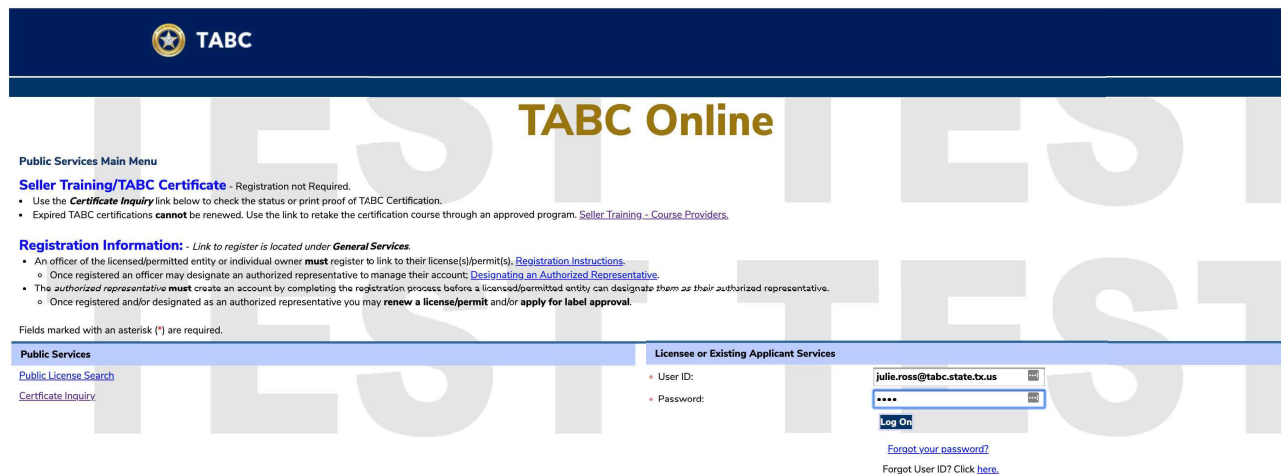 TABC
TABC Online
Public Services Main Menu
Seller Training/TABC Certificate - Registration not Required.
• Use the Certificate Inquiry link below to check the status or print proof of TABC Certification.
• Expired TABC certifications cannot be renewed. Use the link to retake the certification course through an approved program. Seller Training - Course Providers.
Registration Information: - Link to register is located under General Services.
• An officer of the licensed/permitted entity or individual owner must register to link to their license(s)/permit(s), Registration Instructions.
o Once registered an officer may designate an authorized representative to manage their account; Designating an Authorized Representative.
• The authorized representative must create an account by completing the registration process before a licensed/permitted entity can designate them as their authorized representative.
o Once registered and/or designated as an authorized representative you may renew a license/permit and/or apply for label approval.
Fields marked with an asterisk (*) are required.
Public Services
Public License Search
Certficate Inquiry
Licensee or Existing Applicant Services
* User ID: julie.ross@tabc.state.tx.us
* Password: ••••
Log On
Forgot your password?
Forgot User ID? Click here.
TEST TEST
TEST TEST